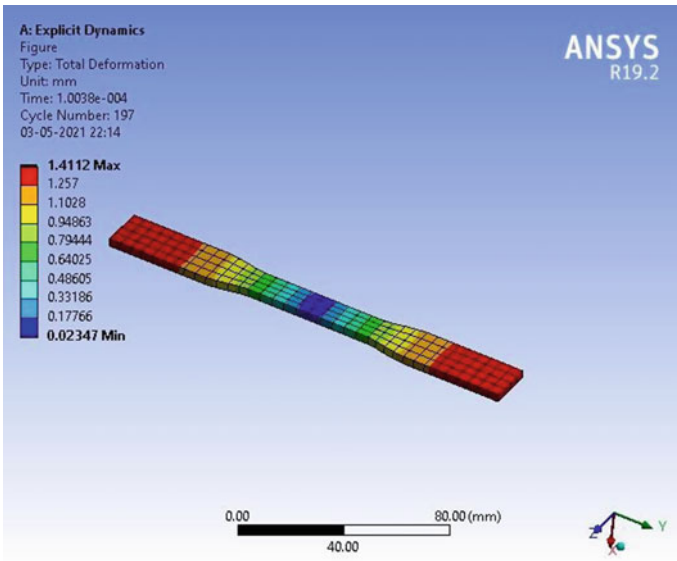 A: Explicit Dynamics
Figure
Type: Total Deformation
Unit: mm
Time: 1.0038e-004
Cycle Number: 197
03-05-2021 22:14
ANSYS
R19.2
1.4112 Max
1.257
1.1028
0.94863
0.79444
0.64025
0.48605
0.33186
0.17766
0.02347 Min
0.00
80.00 (mm)
40.00
Z
X
Y